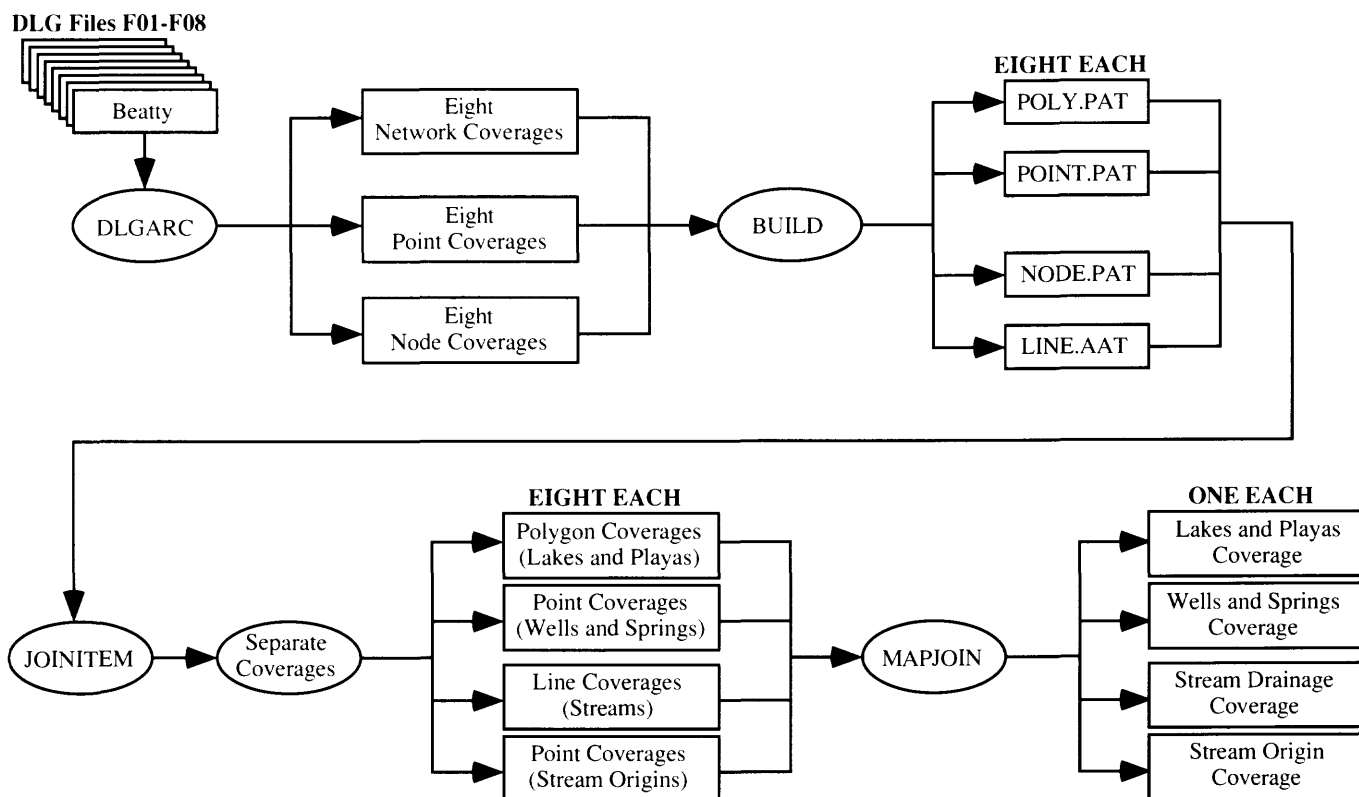 DLG Files F01-F08
Beatty
DLGARC
Eight
Network Coverages
Eight
Point Coverages
Eight
Node Coverages
BUILD
EIGHT EACH
POLY.PAT
POINT.PAT
NODE.PAT
LINE.AAT
JOINITEM
Separate
Coverages
EIGHT EACH
Polygon Coverages
(Lakes and Playas)
Point Coverages
(Wells and Springs)
Line Coverages
(Streams)
Point Coverages
(Stream Origins)
MAPJOIN
ONE EACH
Lakes and Playas
Coverage
Wells and Springs
Coverage
Stream Drainage
Coverage
Stream Origin
Coverage